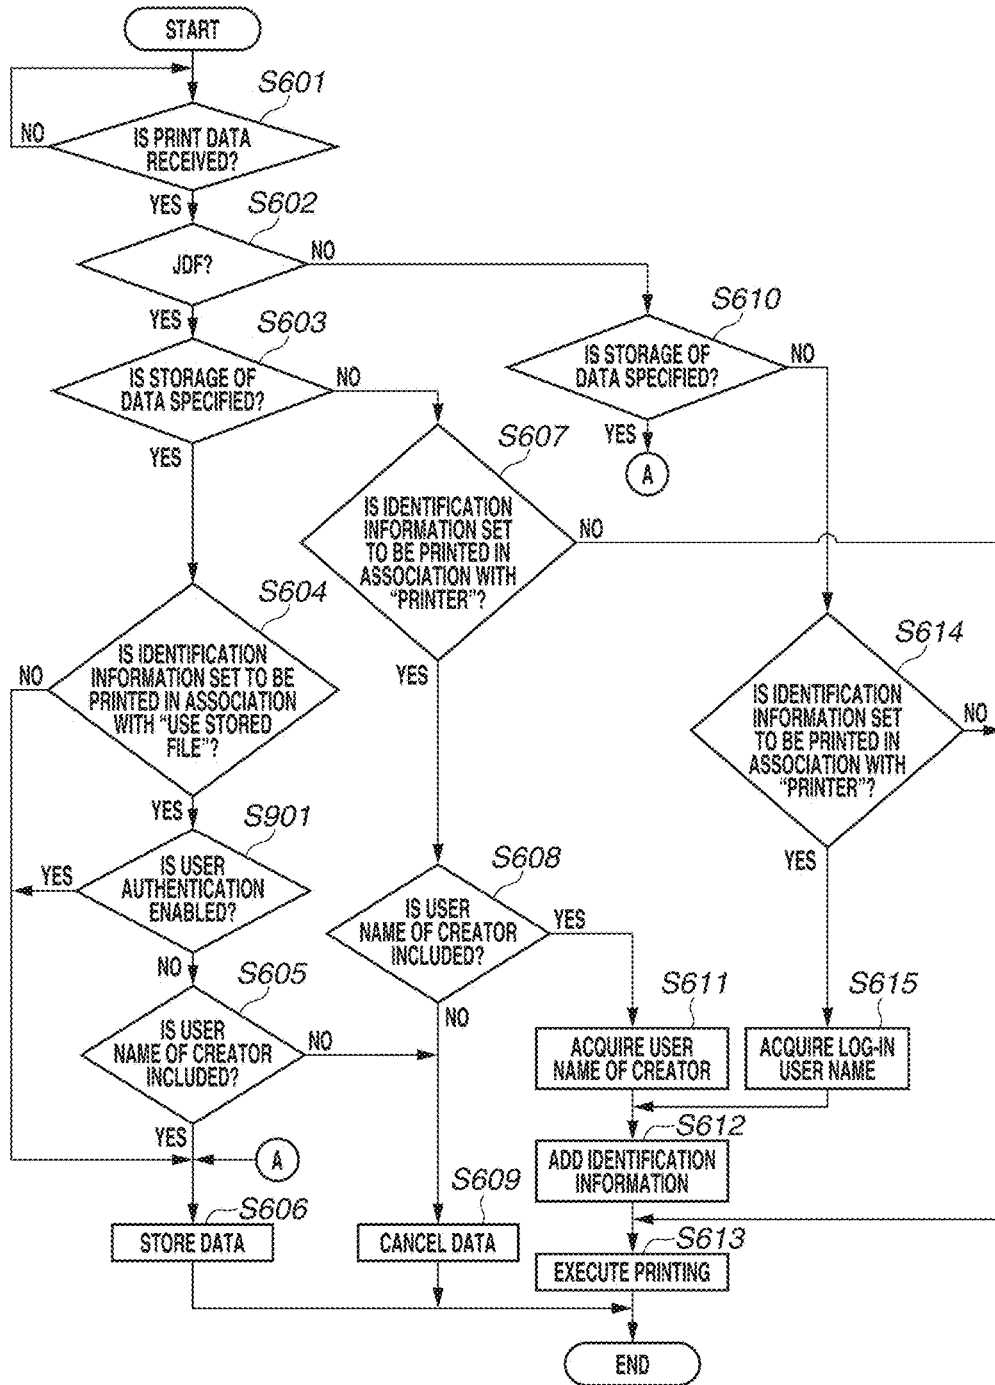 START
S601
NO
IS PRINT DATA
RECEIVED?
YES
S602
JDF?
NO
YES
S603
IS STORAGE OF
DATA SPECIFIED?
NO
YES
S610
IS STORAGE OF
DATA SPECIFIED?
NO
YES
A
S607
IS IDENTIFICATION
INFORMATION SET
TO BE PRINTED IN
ASSOCIATION WITH
"PRINTER"?
NO
YES
S604
NO
IS IDENTIFICATION
INFORMATION SET TO BE
PRINTED IN ASSOCIATION
WITH "USE STORED
FILE"?
YES
S614
IS IDENTIFICATION
INFORMATION SET
TO BE PRINTED IN
ASSOCIATION WITH
"PRINTER"?
NO
YES
S901
YES
IS USER
AUTHENTICATION
ENABLED?
NO
S608
IS USER
NAME OF CREATOR
INCLUDED?
YES
NO
S605
IS USER
NAME OF CREATOR
INCLUDED?
NO
YES
A
S611
ACQUIRE USER
NAME OF CREATOR
S615
ACQUIRE LOG-IN
USER NAME
S612
ADD IDENTIFICATION
INFORMATION
S606
STORE DATA
S609
CANCEL DATA
S613
EXECUTE PRINTING
END